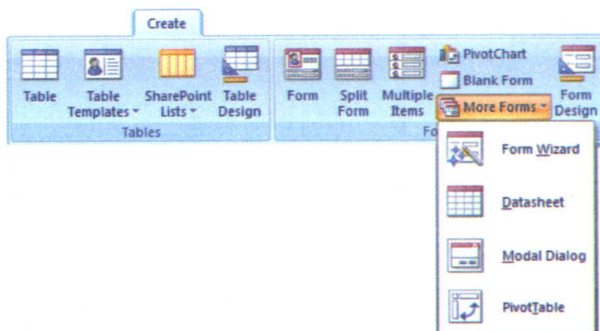 Create
Table
Table Templates
SharePoint Lists
Table Design
Tables
Form
Split Form
Multiple Items
PivotChart
Blank Form
More Forms
Form Design
Fo
Form Wizard
Datasheet
Modal Dialog
PivotTable